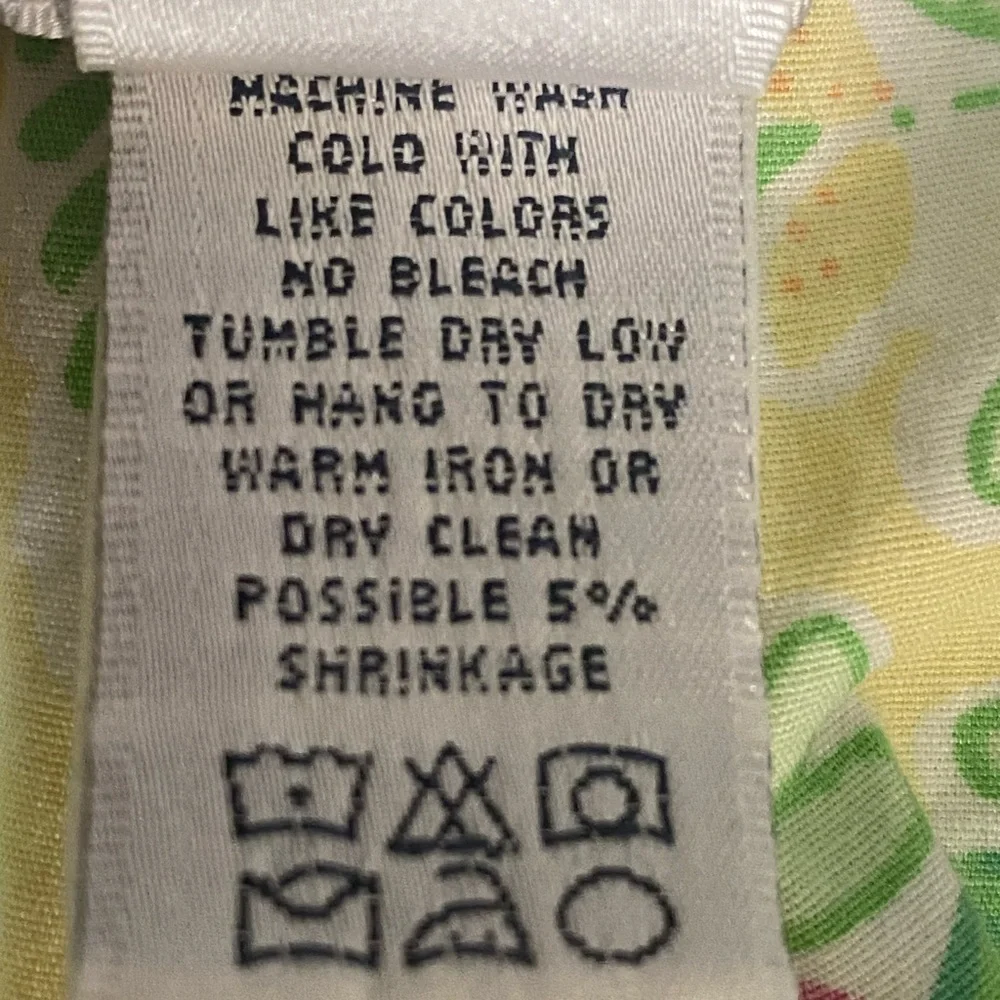 MACHINE WASH
COLD WITH
LIKE COLORS
NO BLEACH
TUMBLE DRY LOW
OR HANG TO DRY
WARM IRON OR
DRY CLEAN
POSSiBLE 5%
SHRINKAGE